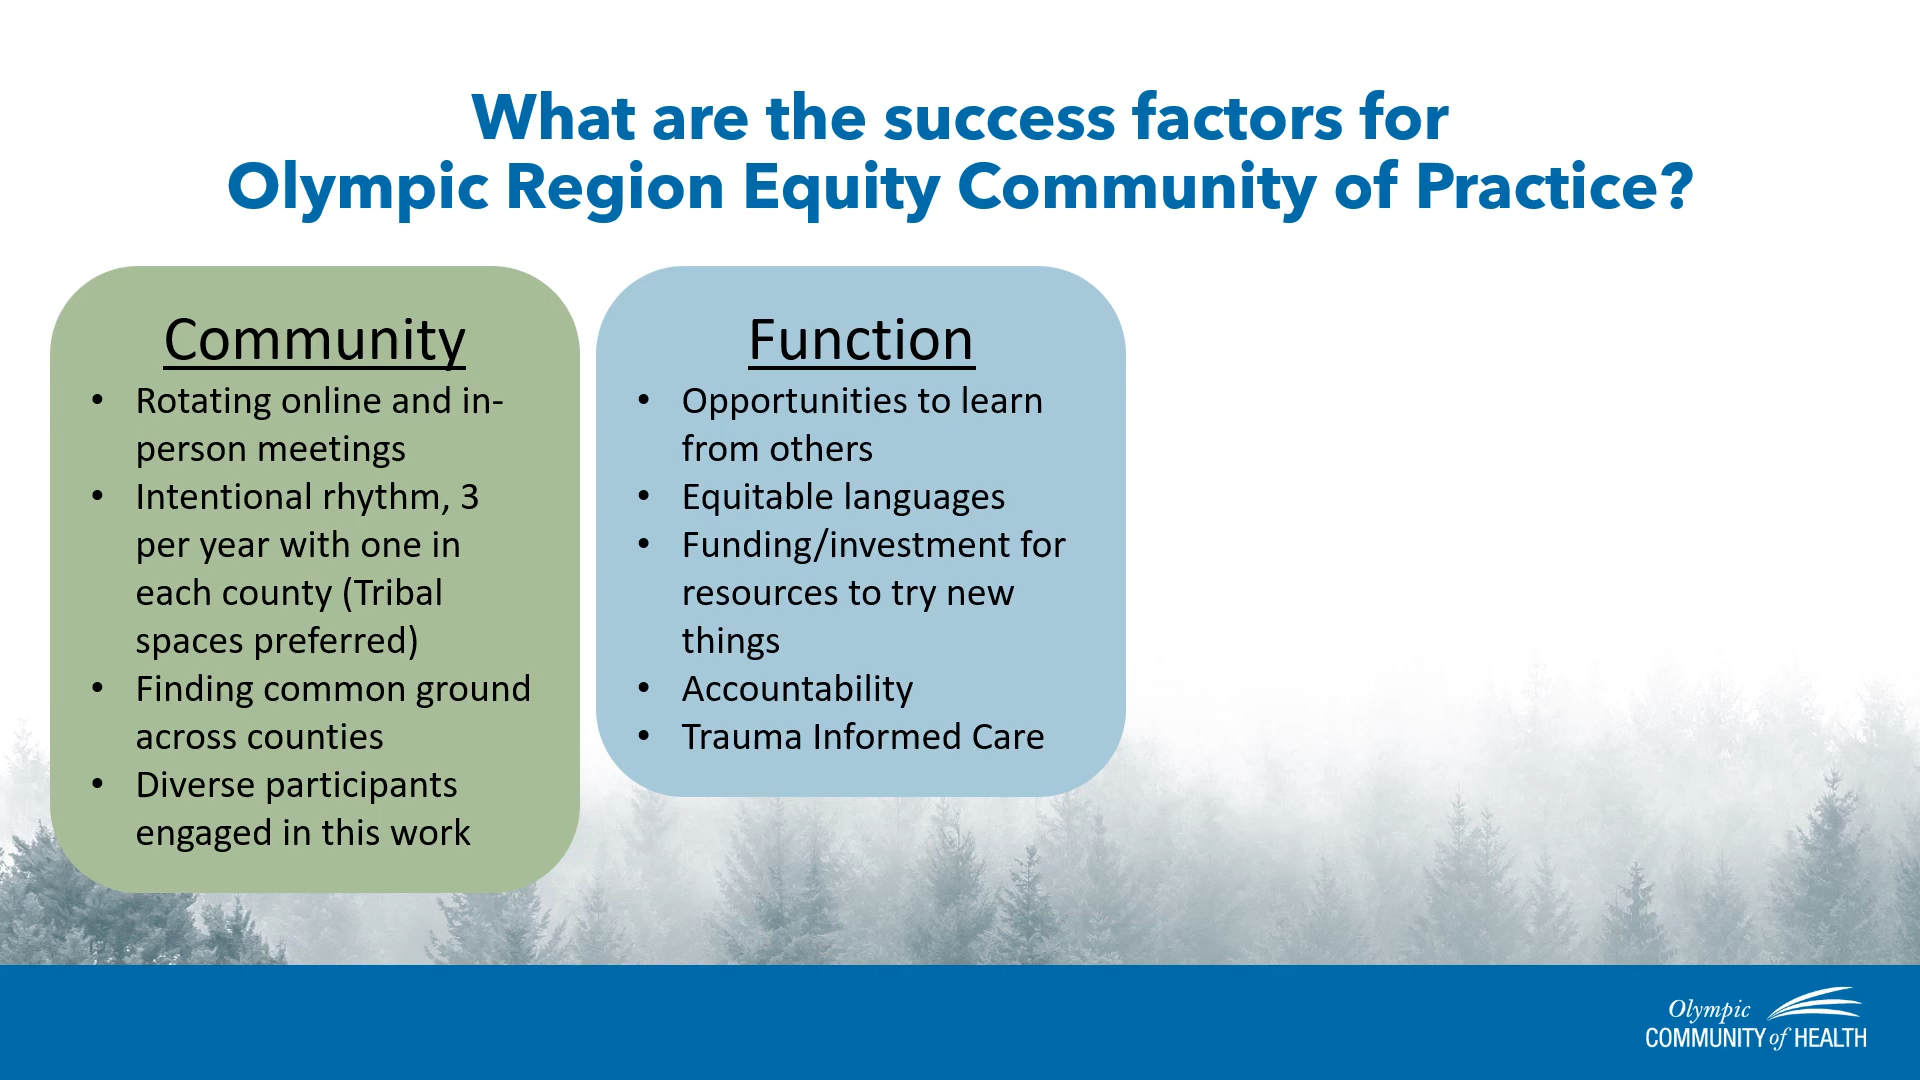 What are the success factors for
Olympic Region Equity Community of Practice?
Community
• Rotating online and in-
person meetings
• Intentional rhythm, 3
per year with one in
each county (Tribal
spaces preferred)
• Finding common ground
across counties
• Diverse participants
engaged in this work
Function
• Opportunities to learn
from others
• Equitable languages
• Funding/investment for
resources to try new
things
• Accountability
• Trauma Informed Care
Olympic
COMMUNITY of HEALTH